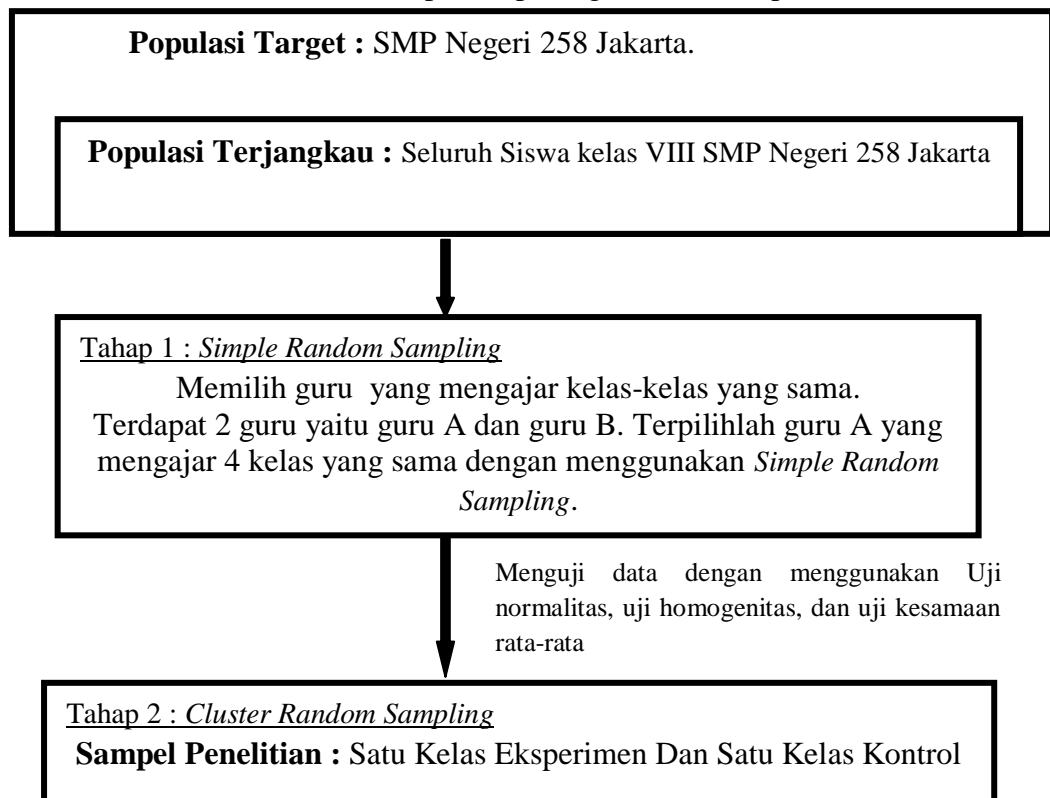 Populasi Target : SMP Negeri 258 Jakarta.
Populasi Terjangkau : Seluruh Siswa kelas VIII SMP Negeri 258 Jakarta
Tahap 1 : Simple Random Sampling
Memilih guru yang mengajar kelas-kelas yang sama.
Terdapat 2 guru yaitu guru A dan guru B. Terpilihlah guru A yang
mengajar 4 kelas yang sama dengan menggunakan Simple Random
Sampling.
Menguji data dengan menggunakan Uji
normalitas, uji homogenitas, dan uji kesamaan
rata-rata
Tahap 2 : Cluster Random Sampling
Sampel Penelitian : Satu Kelas Eksperimen Dan Satu Kelas Kontrol